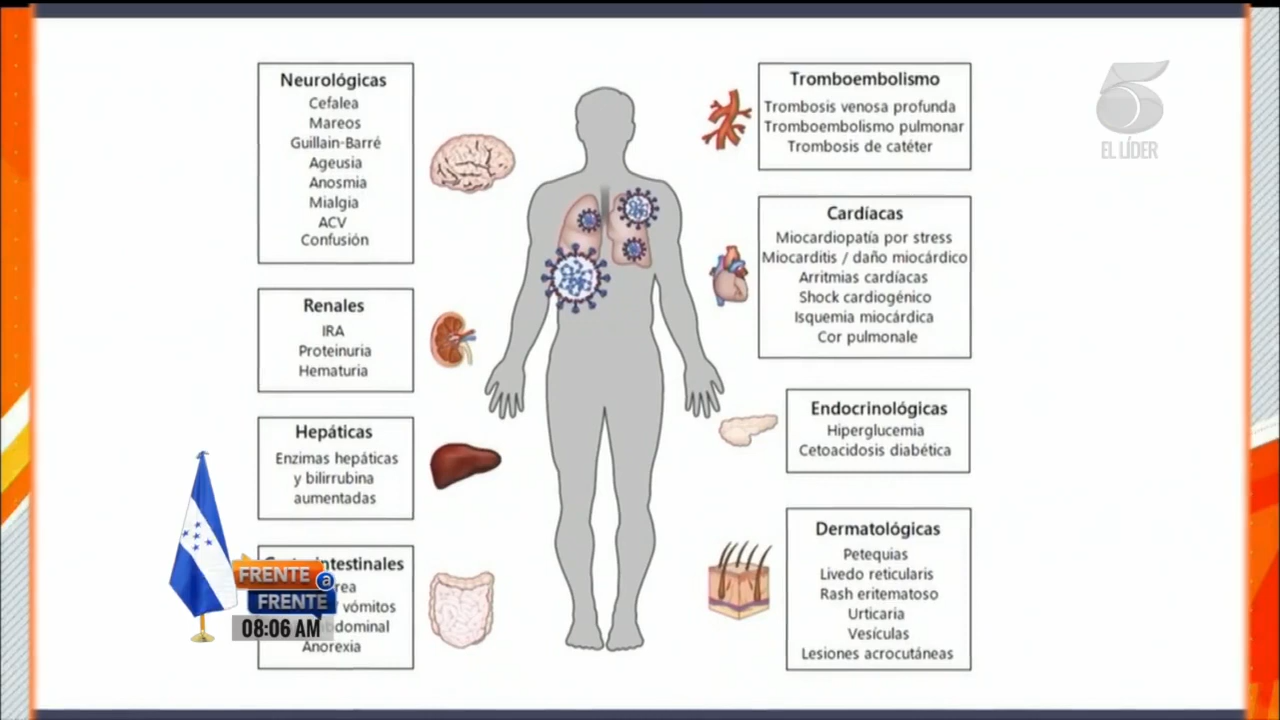 Neurológicas
Cefalea
Mareos
Guillain-Barré
Ageusia
Anosmia
Mialgia
ACV
Confusión
Renales
IRA
Proteinuria
Hematuria
Hepáticas
Enzimas hepáticas
y bilirrubina
aumentadas
vómitos
Anorexia
Tromboembolismo
Trombosis venosa profunda
Tromboembolismo pulmonar
Trombosis de catéter
Cardíacas
Miocardiopatía por stress
Miocarditis / daño miocárdico
Arritmias cardíacas
Shock cardiogénico
Isquemia miocárdica
Cor pulmonale
Endocrinológicas
Hiperglucemia
Cetoacidosis diabética
Dermatológicas
Petequias
Livedo reticularis
Rash eritematoso
Urticaria
Vesículas
Lesiones acrocutáneas
5
EL LÍDER
FRENTE a
FRENTE
08:06 AM